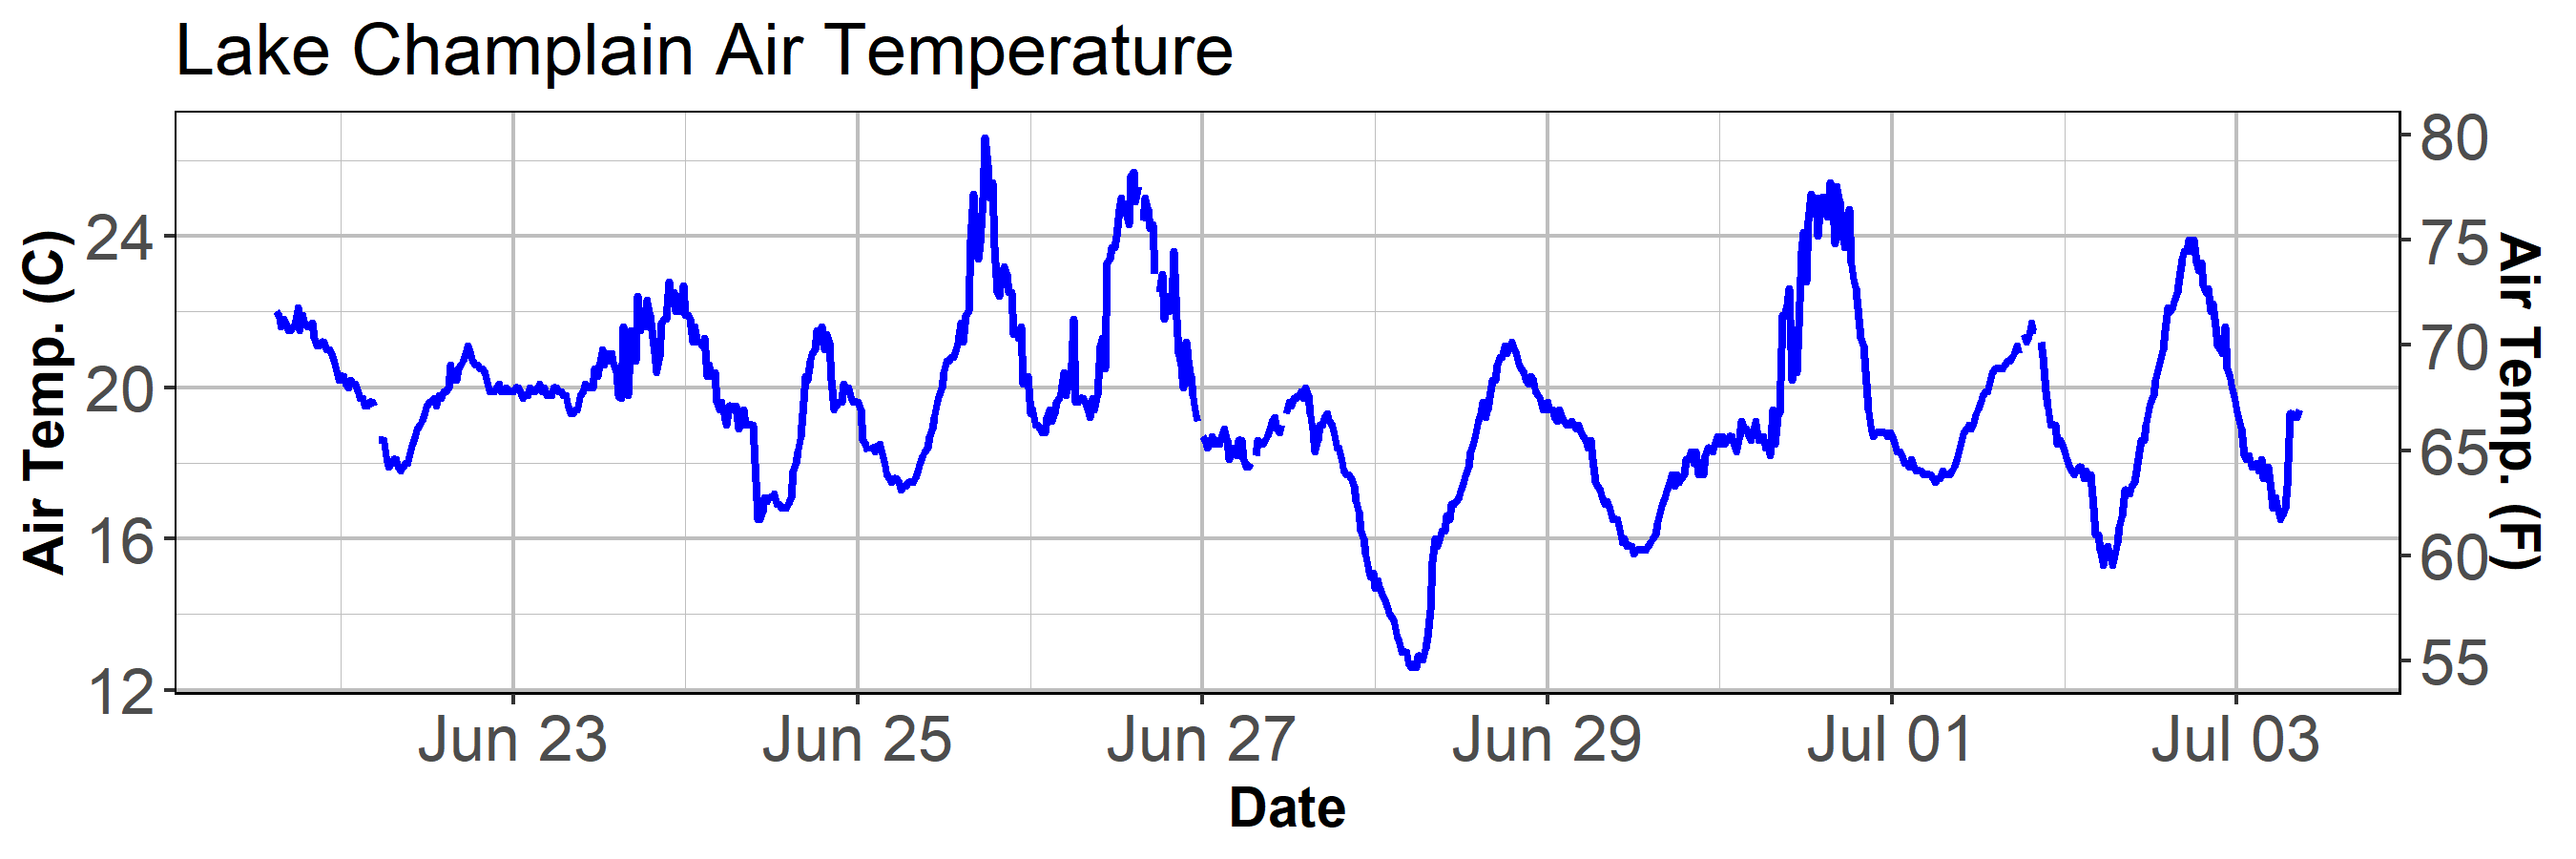 Lake Champlain Air Temperature
Air Temp. (C)
24
20
16
12
80
75
70
65
60
55
Air Temp. (F)
Jun 23 Jun 25 Jun 27 Jun 29 Jul 01 Jul 03
Date